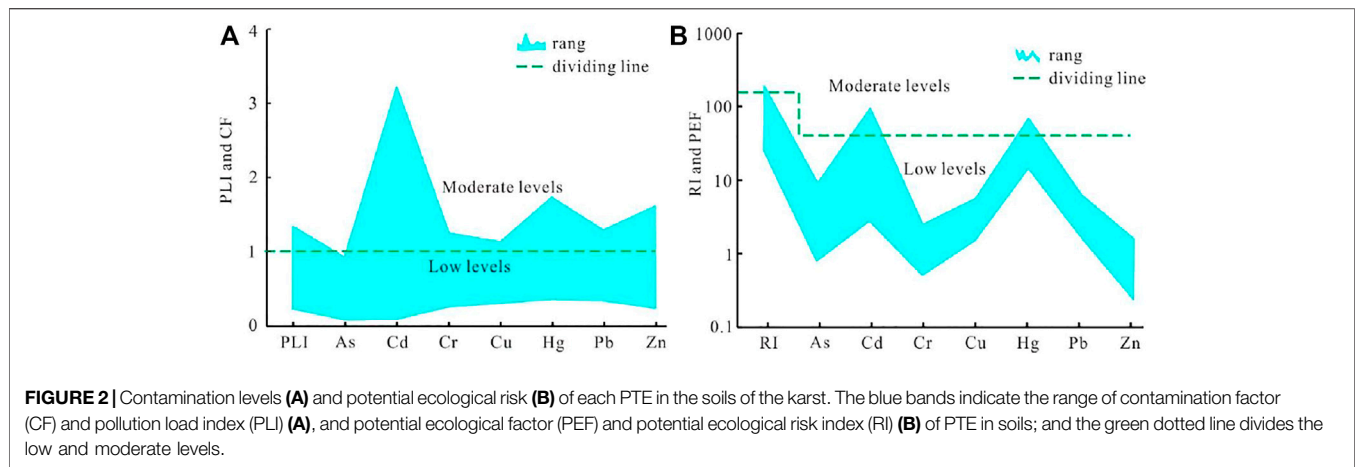 A
4
3
2
1
0
PLI and CF
rang
dividing line
Moderate levels
Low levels
PLI As Cd Cr Cu Hg Pb Zn
B
1000
100
10
1
0.1
RI and PEF
rang
dividing line
Moderate levels
Low levels
RI As Cd Cr Cu Hg Pb Zn
FIGURE 2 | Contamination levels (A) and potential ecological risk (B) of each PTE in the soils of the karst. The blue bands indicate the range of contamination factor
(CF) and pollution load index (PLI) (A), and potential ecological factor (PEF) and potential ecological risk index (RI) (B) of PTE in soils; and the green dotted line divides the
low and moderate levels.